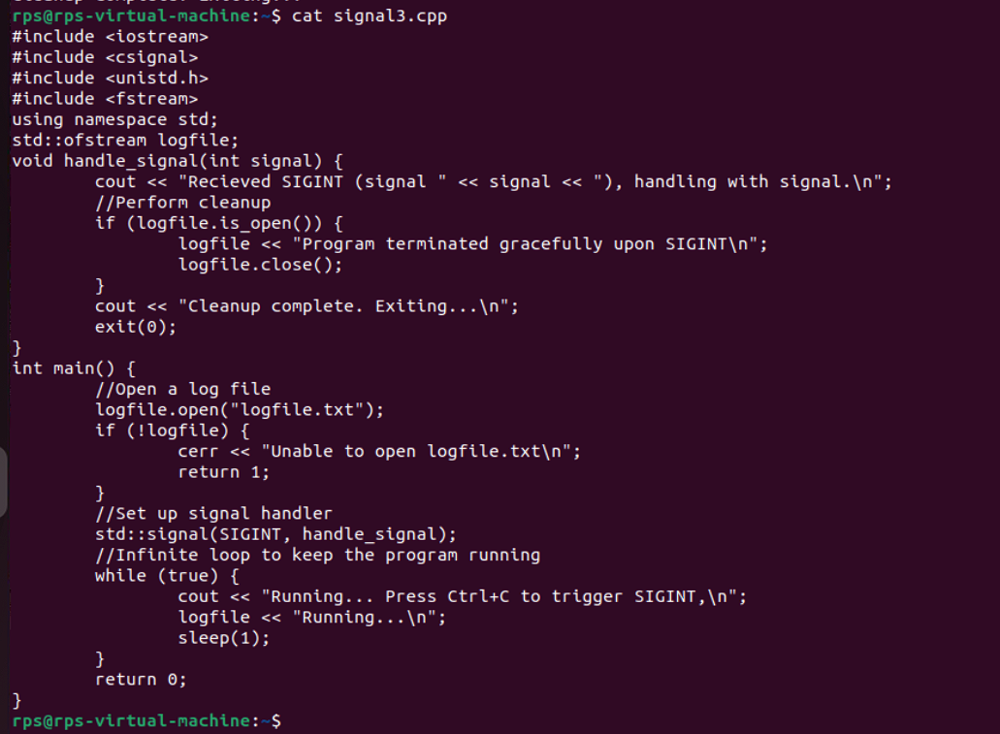 rps@rps-virtual-machine:~$ cat signal3.cpp
#include <iostream>
#include <csignal>
#include <unistd.h>
#include <fstream>
using namespace std;
std::ofstream logfile;
void handle_signal(int signal) {
        cout << "Recieved SIGINT (signal " << signal << "), handling with signal.\n";
        //Perform cleanup
        if (logfile.is_open()) {
                logfile << "Program terminated gracefully upon SIGINT\n";
                logfile.close();
        }
        cout << "Cleanup complete. Exiting...\n";
        exit(0);
}
int main() {
        //Open a log file
        logfile.open("logfile.txt");
        if (!logfile) {
                cerr << "Unable to open logfile.txt\n";
                return 1;
        }
        //Set up signal handler
        std::signal(SIGINT, handle_signal);
        //Infinite loop to keep the program running
        while (true) {
                cout << "Running... Press Ctrl+C to trigger SIGINT,\n";
                logfile << "Running...\n";
                sleep(1);
        }
        return 0;
}
rps@rps-virtual-machine:~$